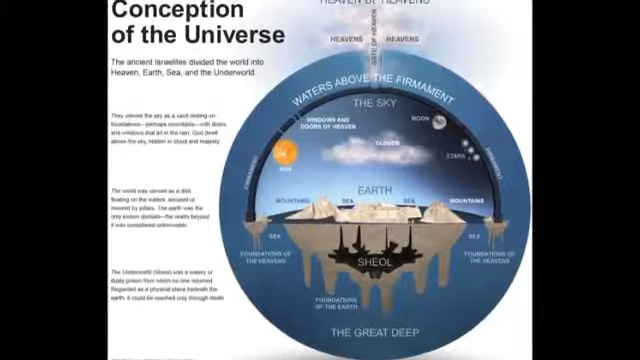 HEAVEN OF HEAVENS
Conception
of the Universe
HEAVENS
GATE OF HEAVEN
HEAVENS
The ancient Israelites divided the world into
Heaven, Earth, Sea, and the Underworld
WATERS ABOVE THE FIRMAMENT
THE SKY
They viewed the sky as a vault resting on
foundations—perhaps mountains—with doors
and windows that let in the rain. God dwelt
above the sky, hidden in cloud and majesty
WINDOWS AND
DOORS OF HEAVEN
MOON
CLOUDS
STARS
SUN
FIRMAMENT
FIRMAMENT
The world was viewed as a disk
floating on the waters, secured or
moored by pillars. The earth was the
only known domain—the realm beyond
it was considered unknowable
EARTH
MOUNTAINS
SEA
SEA
MOUNTAINS
SEA
SEA
FOUNDATIONS OF
THE HEAVENS
SHEOL
FOUNDATIONS OF
THE HEAVENS
The Underworld (Sheol) was a watery or
dusty prison from which no one returned
Regarded as a physical place beneath the
earth, it could be reached only through death
FOUNDATIONS
OF THE EARTH
THE GREAT DEEP